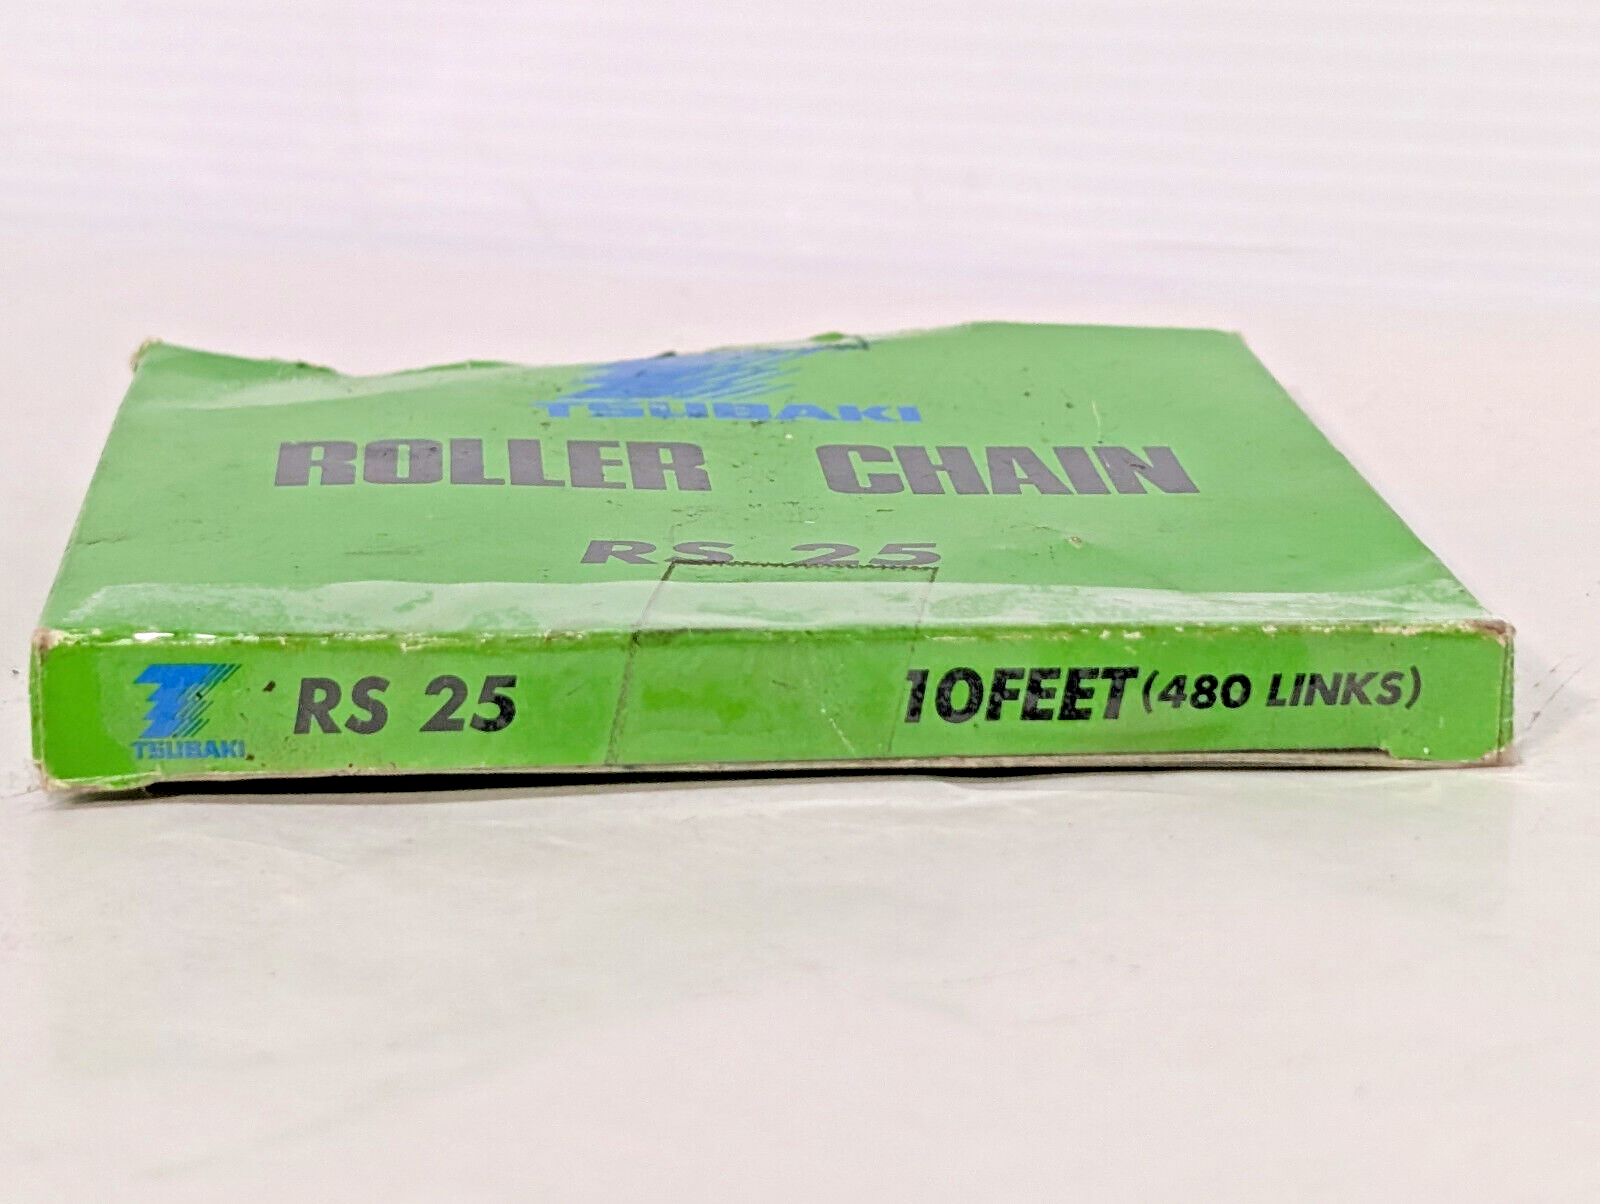 TSUBAKI
ROLLER CHAIN
RS 25
TSUBAKI
RS 25
10FEET (480 LINKS)